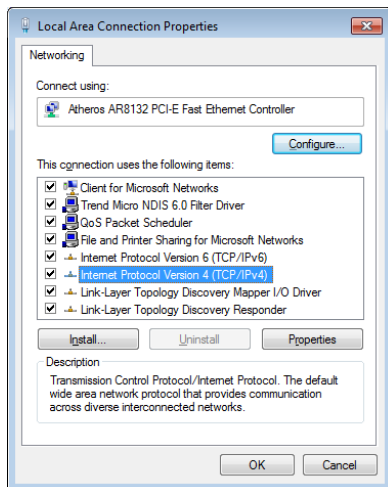 Local Area Connection Properties
Networking
Connect using:
Atheros AR8132 PCI-E Fast Ethernet Controller
Configure...
This connection uses the following items:
Client for Microsoft Networks
Trend Micro NDIS 6.0 Filter Driver
QoS Packet Scheduler
File and Printer Sharing for Microsoft Networks
Internet Protocol Version 6 (TCP/IPv6)
Internet Protocol Version 4 (TCP/IPv4)
Link-Layer Topology Discovery Mapper I/O Driver
Link-Layer Topology Discovery Responder
Install... Uninstall Properties
Description
Transmission Control Protocol/Internet Protocol. The default
wide area network protocol that provides communication
across diverse interconnected networks.
OK Cancel